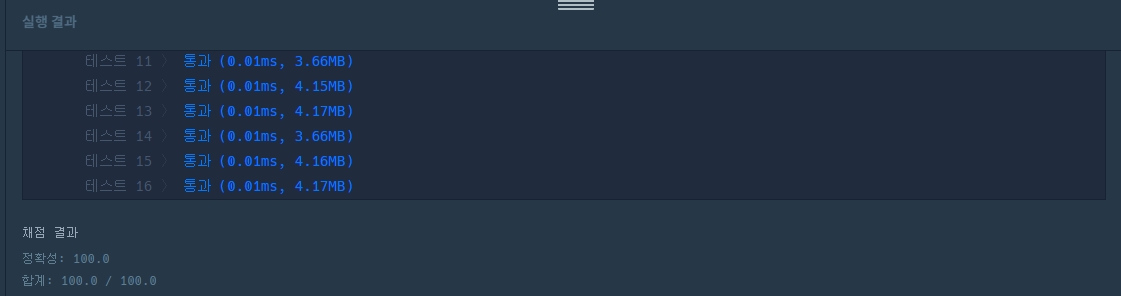 실행 결과
테스트 11 〉 통과 (0.01ms, 3.66MB)
테스트 12 〉 통과 (0.01ms, 4.15MB)
테스트 13 〉 통과 (0.01ms, 4.17MB)
테스트 14 〉 통과 (0.01ms, 3.66MB)
테스트 15 〉 통과 (0.01ms, 4.16MB)
테스트 16 〉 통과 (0.01ms, 4.17MB)
채점 결과
정확성: 100.0
합계: 100.0 / 100.0